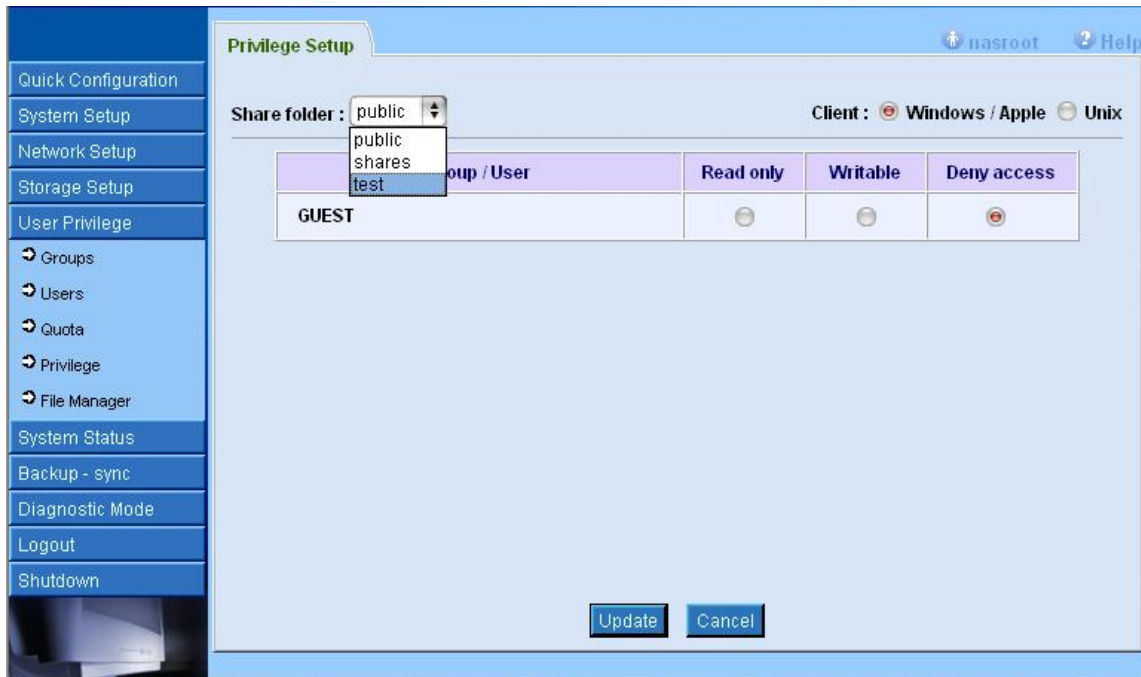 Privilege Setup
nasroot
Help
Quick Configuration
System Setup
Network Setup
Storage Setup
User Privilege
Groups
Users
Quota
Privilege
File Manager
System Status
Backup - sync
Diagnostic Mode
Logout
Shutdown
Share folder : public
public
shares
test
Client : Windows / Apple Unix
oup / User Read only Writable Deny access
GUEST
Update Cancel